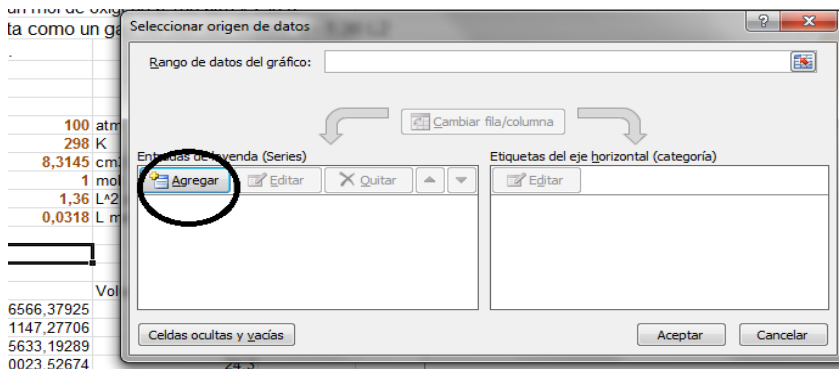 un mol de oxíg
ta como un ga
Seleccionar origen de datos
Rango de datos del gráfico:
Cambiar fila/columna
100 atm
298 K
8,3145 cm
1 mol
1,36 L^2
0,0318 L m
Entradas de leyenda (Series)
Agregar
Editar
Quitar
Etiquetas del eje horizontal (categoría)
Editar
Vol
6566,37925
1147,27706
5633,19289
0023,52674
24,3
Celdas ocultas y vacías
Aceptar
Cancelar